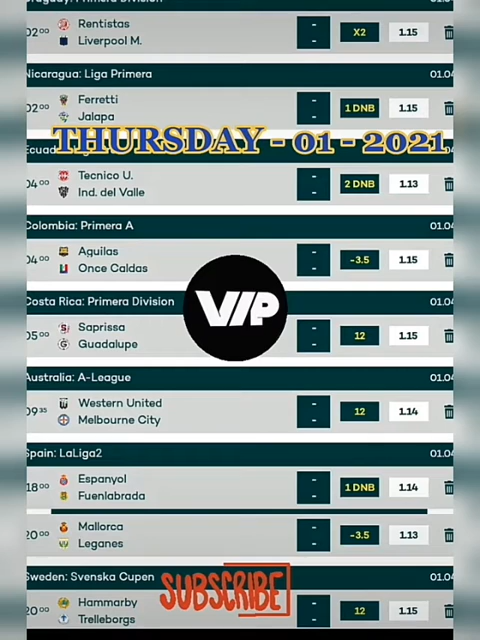 Uruguay: Primera Division
02 00 Rentistas - X2 1.15
Liverpool M. -
Nicaragua: Liga Primera 01.04
02 00 Ferretti - 1 DNB 1.15
Jalapa -
THURSDAY - 01 - 2021
04 00 Tecnico U. - 2 DNB 1.13
Ind. del Valle -
Colombia: Primera A 01.04
04 00 Aguilas - -3.5 1.15
Once Caldas -
VIP
Costa Rica: Primera Division 01.04
05 00 Saprissa - 12 1.15
Guadalupe -
Australia: A-League 01.04
09 35 Western United - 12 1.14
Melbourne City -
Spain: LaLiga2 01.04
18 00 Espanyol - 1 DNB 1.14
Fuenlabrada -
20 00 Mallorca - -3.5 1.13
Leganes -
Sweden: Svenska Cupen 01.04
SUBSCRIBE
20 00 Hammarby - 12 1.15
Trelleborgs -